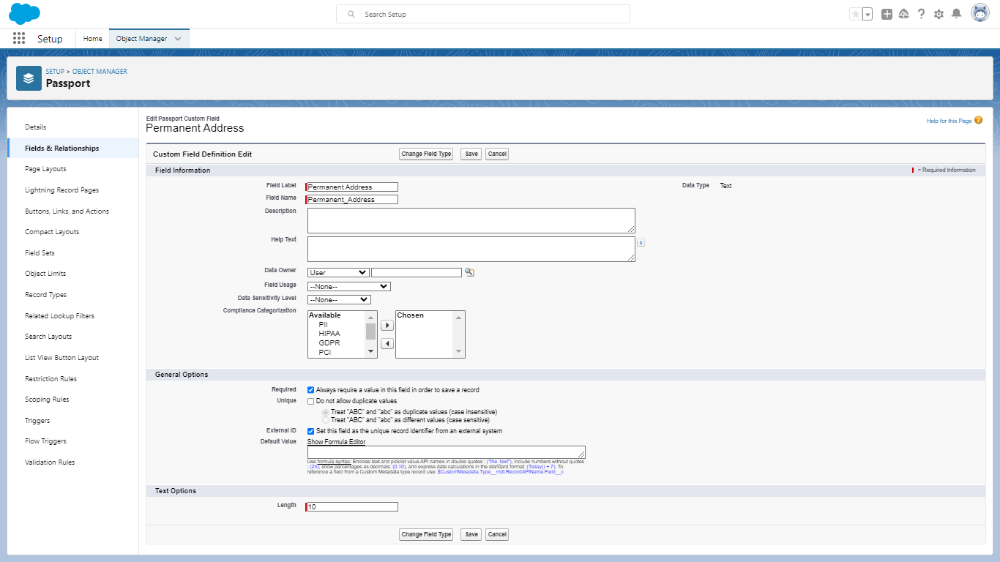 Search Setup
Setup
Home
Object Manager
SETUP > OBJECT MANAGER
Passport
Details
Fields & Relationships
Page Layouts
Lightning Record Pages
Buttons, Links, and Actions
Compact Layouts
Field Sets
Object Limits
Record Types
Related Lookup Filters
Search Layouts
List View Button Layout
Restriction Rules
Scoping Rules
Triggers
Flow Triggers
Validation Rules
Edit Passport Custom Field
Permanent Address
Help for this Page ?
Custom Field Definition Edit
Change Field Type Save Cancel
Field Information
= Required Information
Field Label Permanent Address
Data Type Text
Field Name Permanent_Address
Description
Help Text
i
Data Owner User
Field Usage --None--
Data Sensitivity Level --None--
Compliance Categorization
Available
PII
HIPAA
GDPR
PCI
Chosen
General Options
Required Always require a value in this field in order to save a record
Unique Do not allow duplicate values
Treat "ABC" and "abc" as duplicate values (case insensitive)
Treat "ABC" and "abc" as different values (case sensitive)
External ID Set this field as the unique record identifier from an external system
Default Value Show Formula Editor
Use formula syntax: Enclose text and picklist value API names in double quotes : ("the_text"), include numbers without quotes
: (25), show percentages as decimals: (0.10), and express date calculations in the standard format: (Today() + 7), To
reference a field from a Custom Metadata type record use: $CustomMetadata.Type__mdt.RecordAPIName.Field__c
Text Options
Length 10
Change Field Type Save Cancel